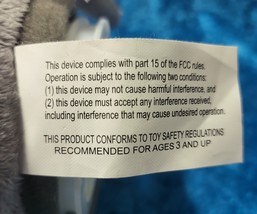 This device complies with part 15 of the FCC rules.
Operation is subject to the following two conditions:
(1) this device may not cause harmful interference, and
(2) this device must accept any interference received,
including interference that may cause undesired operation.
THIS PRODUCT CONFORMS TO TOY SAFETY REGULATIONS
RECOMMENDED FOR AGES 3 AND UP